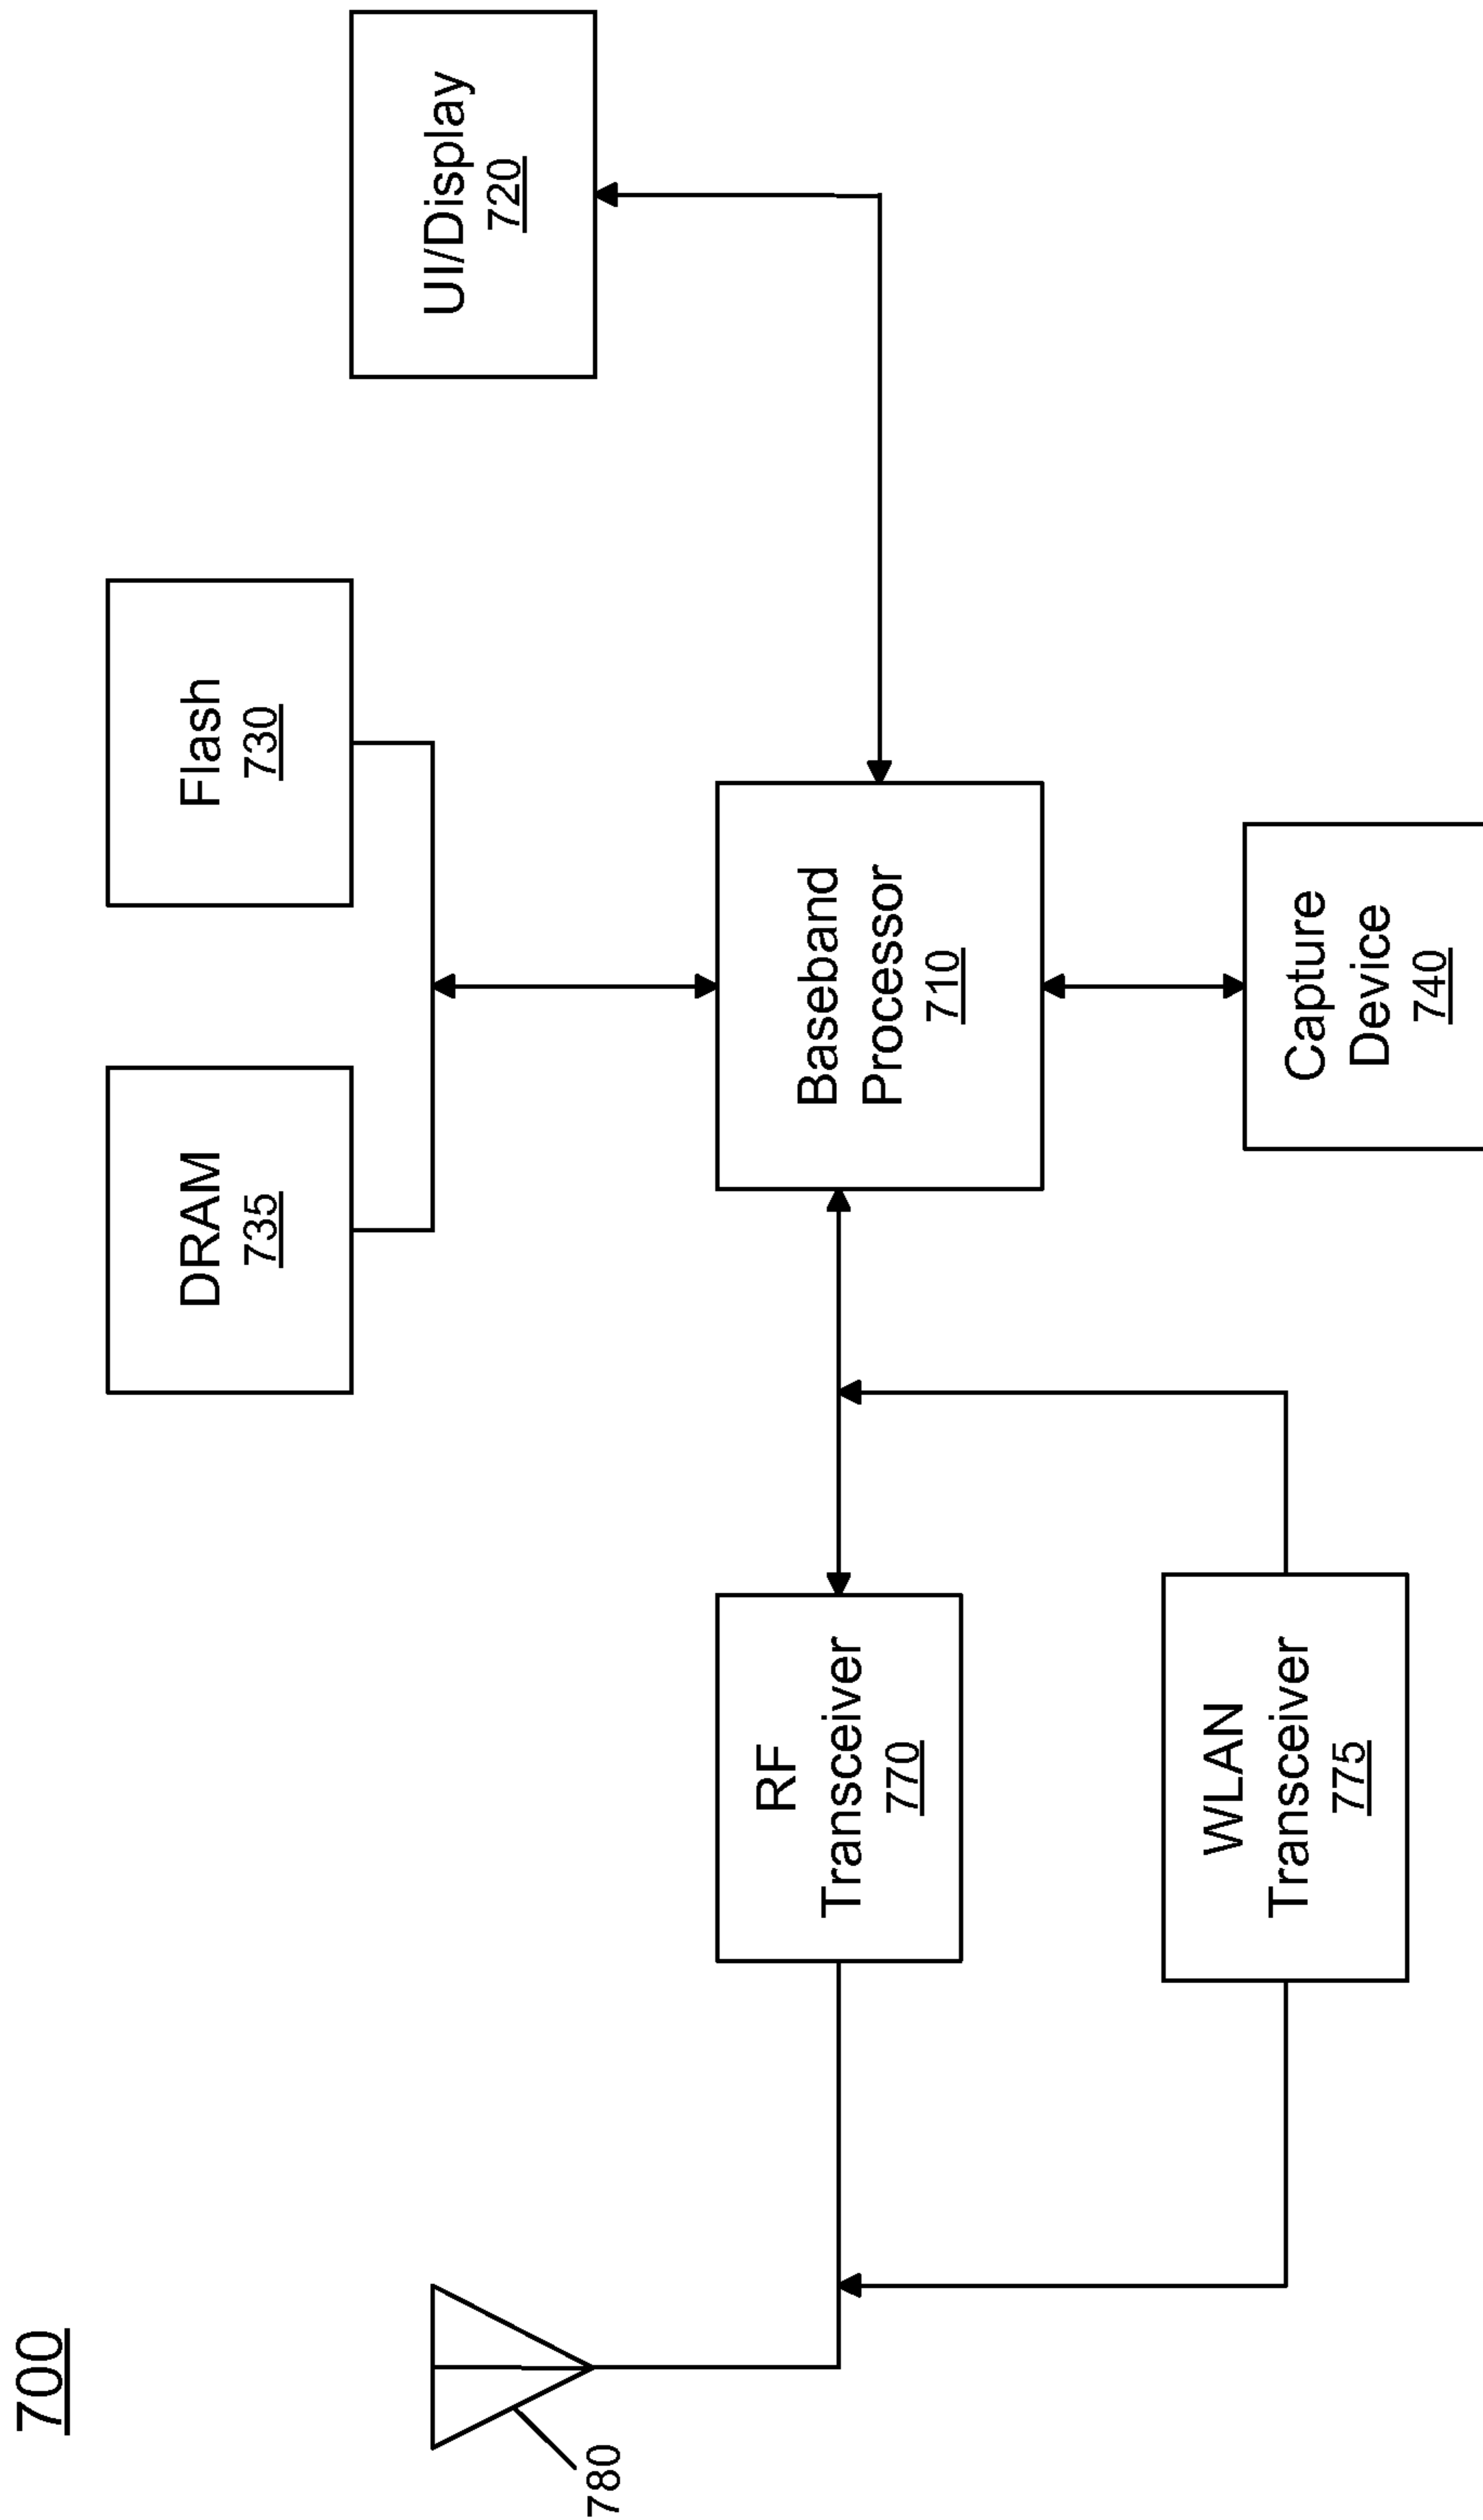 700
DRAM
735
Flash
730
UI/Display
720
780
RF
Transceiver
770
Baseband
Processor
710
WLAN
Transceiver
775
Capture
Device
740